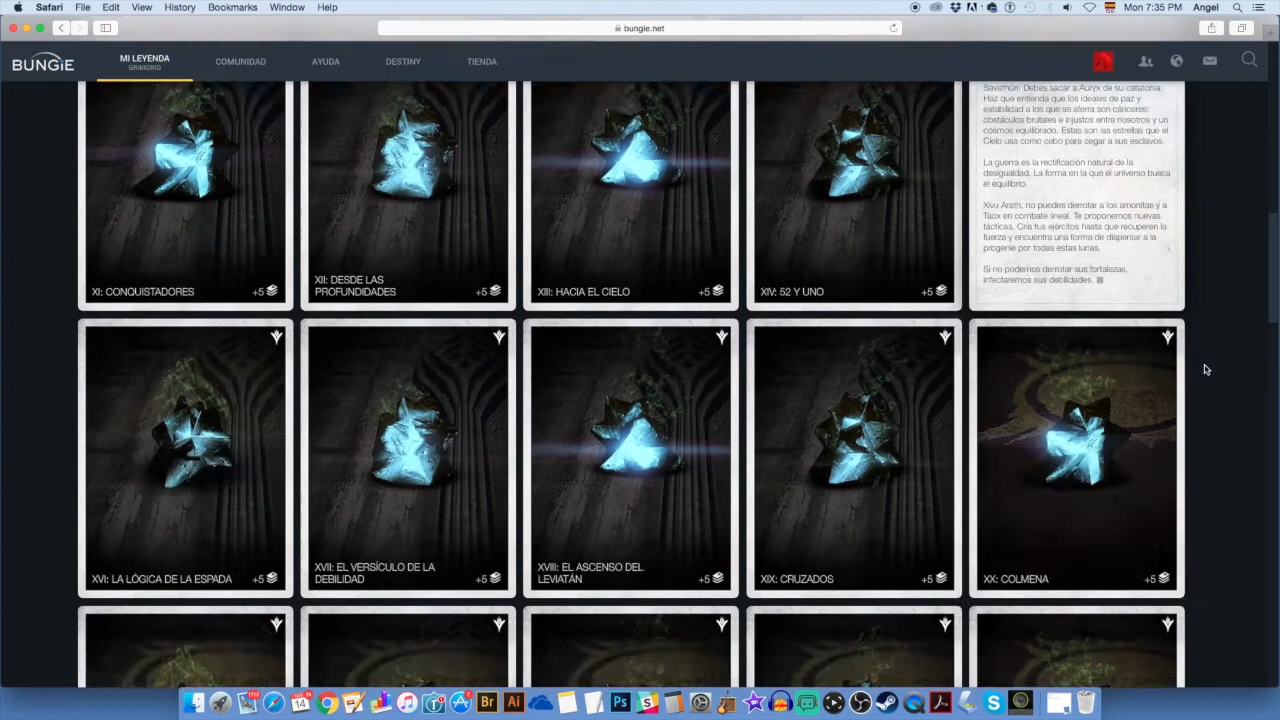 Safari File Edit View History Bookmarks Window Help
Mon 7:35 PM Angel
bungie.net
BUNGIE
MI LEYENDA
GRIMORIO
COMUNIDAD
AYUDA
DESTINY
TIENDA
XI: CONQUISTADORES +5
XII: DESDE LAS
PROFUNDIDADES +5
XIII: HACIA EL CIELO +5
XIV: 52 Y UNO +5
Savathûn. Debes sacar a Auryx de su catatonia.
Haz que entienda que los ideales de paz y
estabilidad a los que se aferra son cánceres:
obstáculos brutales e injustos entre nosotros y un
cosmos equilibrado. Estas son las estrellas que el
Cielo usa como cebo para cegar a sus esclavos.
La guerra es la rectificación natural de la
desigualdad. La forma en la que el universo busca
el equilibrio.
Xivu Arath, no puedes derrotar a los amonitas y a
Taox en combate lineal. Te proponemos nuevas
tácticas. Cría tus ejércitos hasta que recuperen la
fuerza y encuentra una forma de dispersar a la
progenie por todas estas lunas.
Si no podemos derrotar sus fortalezas,
infectaremos sus debilidades.
XVI: LA LÓGICA DE LA ESPADA +5
XVII: EL VERSÍCULO DE LA
DEBILIDAD +5
XVIII: EL ASCENSO DEL
LEVIATÁN +5
XIX: CRUZADOS +5
XX: COLMENA +5
14
Br
Ai
Ps